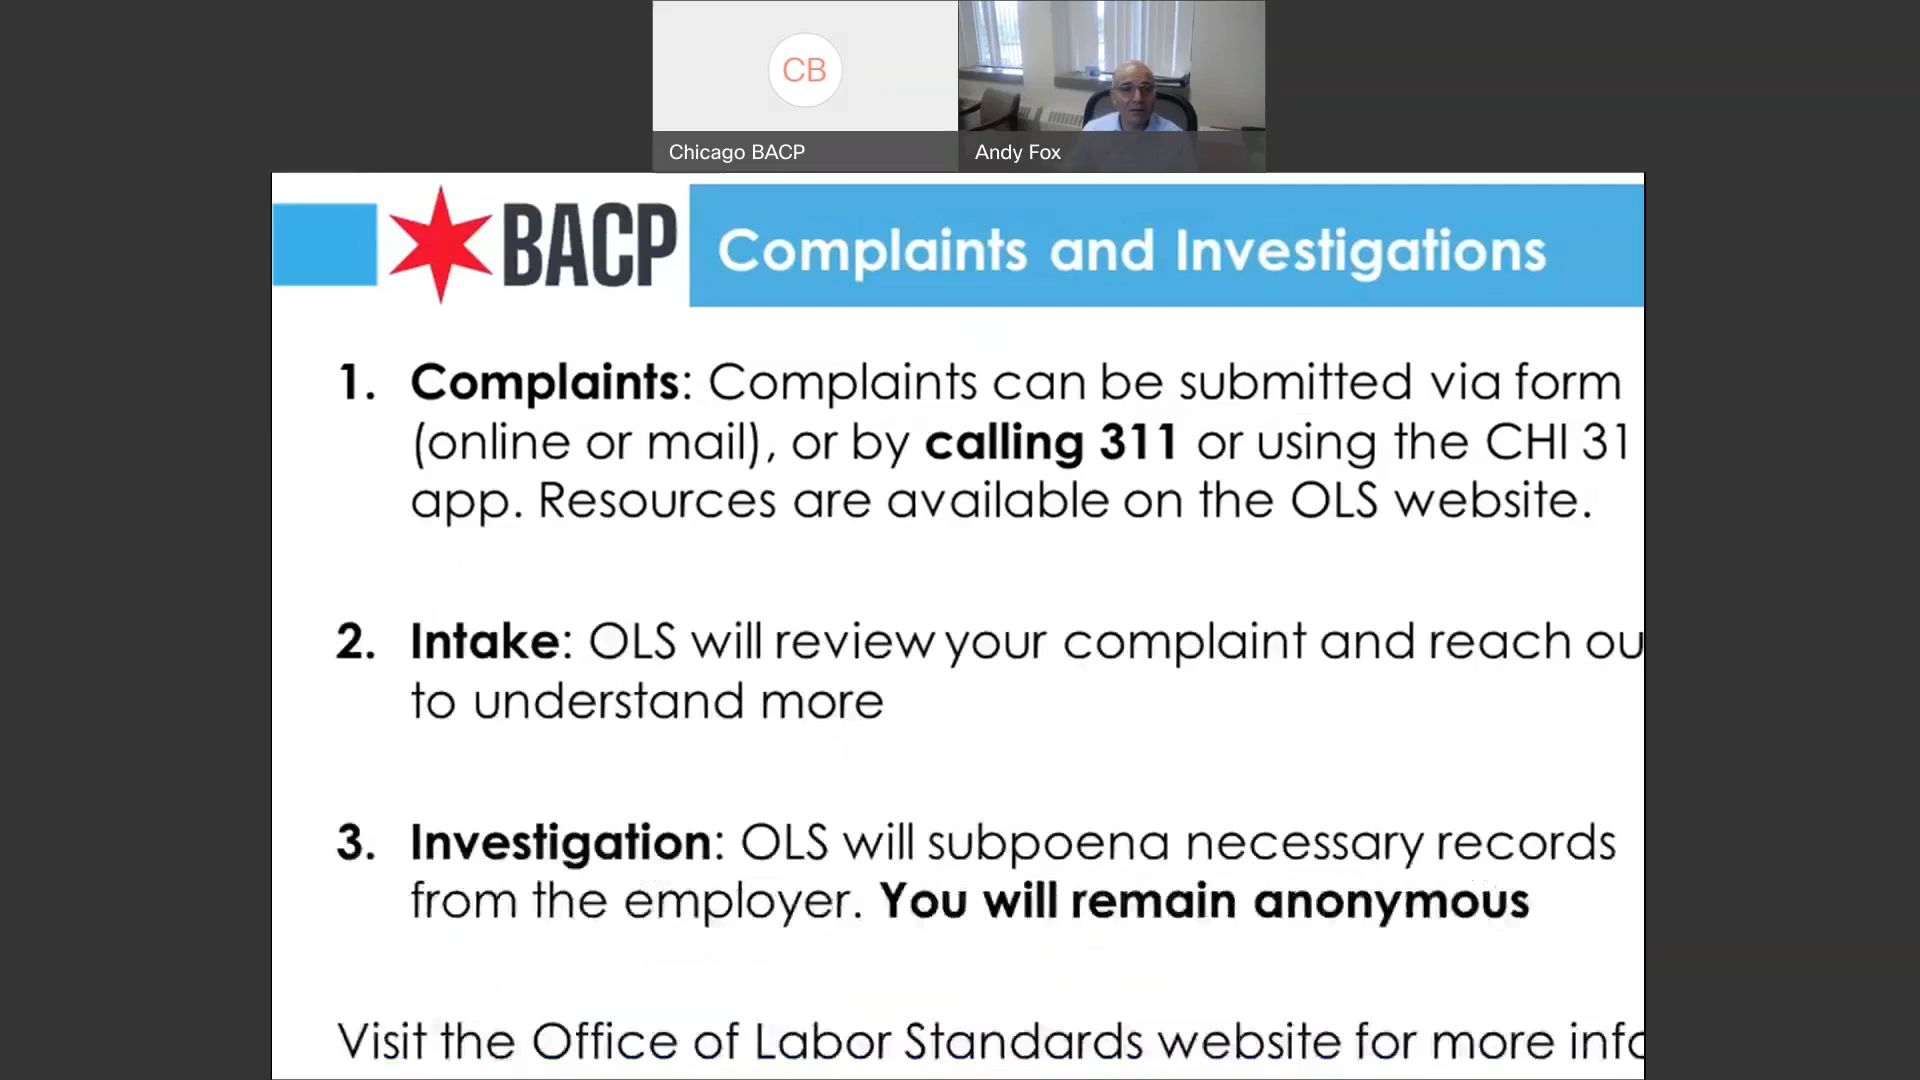 CB
Chicago BACP
Andy Fox
BACP
Complaints and Investigations
1. Complaints: Complaints can be submitted via form
(online or mail), or by calling 311 or using the CHI 31
app. Resources are available on the OLS website.
2. Intake: OLS will review your complaint and reach ou
to understand more
3. Investigation: OLS will subpoena necessary records
from the employer. You will remain anonymous
Visit the Office of Labor Standards website for more info